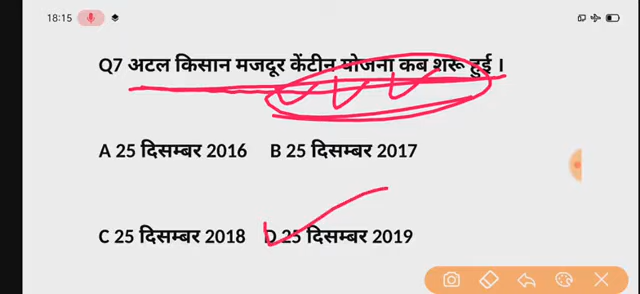 18:15
Q7 अटल किसान मजदूर केंटीन योजना कब शरू हुई ।
A 25 दिसम्बर 2016 B 25 दिसम्बर 2017
C 25 दिसम्बर 2018 D 25 दिसम्बर 2019